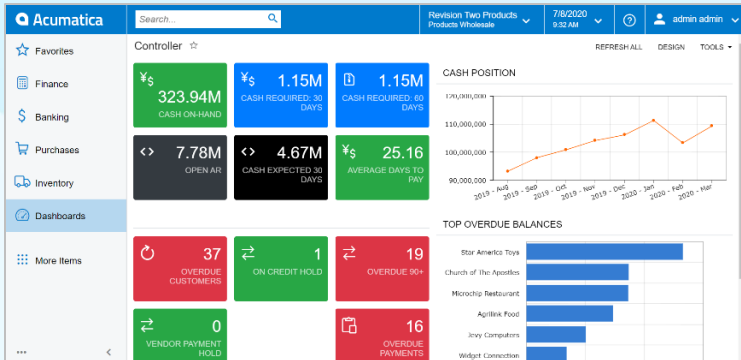 Acumatica
Search...
Revision Two Products
Products Wholesale
7/8/2020
9:32 AM
admin admin
Favorites
Finance
Banking
Purchases
Inventory
Dashboards
More Items
Controller
REFRESH ALL
DESIGN
TOOLS
323.94M
CASH ON-HAND
1.15M
CASH REQUIRED: 30
DAYS
1.15M
CASH REQUIRED: 60
DAYS
7.78M
OPEN AR
4.67M
CASH EXPECTED 30
DAYS
25.16
AVERAGE DAYS TO
PAY
37
OVERDUE
CUSTOMERS
1
ON CREDIT HOLD
19
OVERDUE 90+
0
VENDOR PAYMENT
HOLD
16
OVERDUE
PAYMENTS
CASH POSITION
120,000,000
110,000,000
100,000,000
90,000,000
2019 - Aug
2019 - Sep
2019 - Oct
2019 - Nov
2019 - Dec
2020 - Jan
2020 - Feb
2020 - Mar
TOP OVERDUE BALANCES
Star America Toys
Church of The Apostles
Microchip Restaurant
Agrilink Food
Jevy Computers
Widget Connection